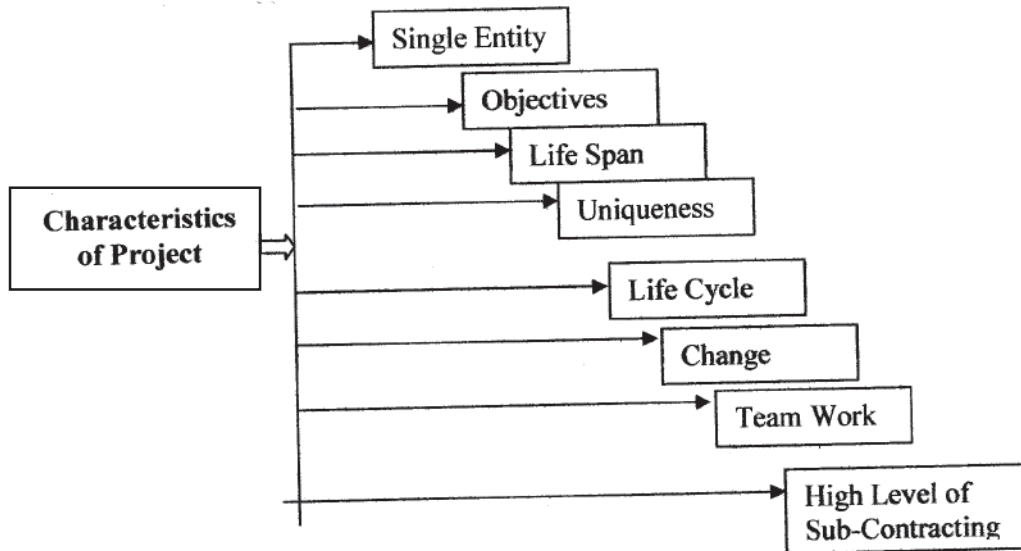 Single Entity
Objectives
Life Span
Uniqueness
Characteristics
of Project
Life Cycle
Change
Team Work
High Level of
Sub-Contracting